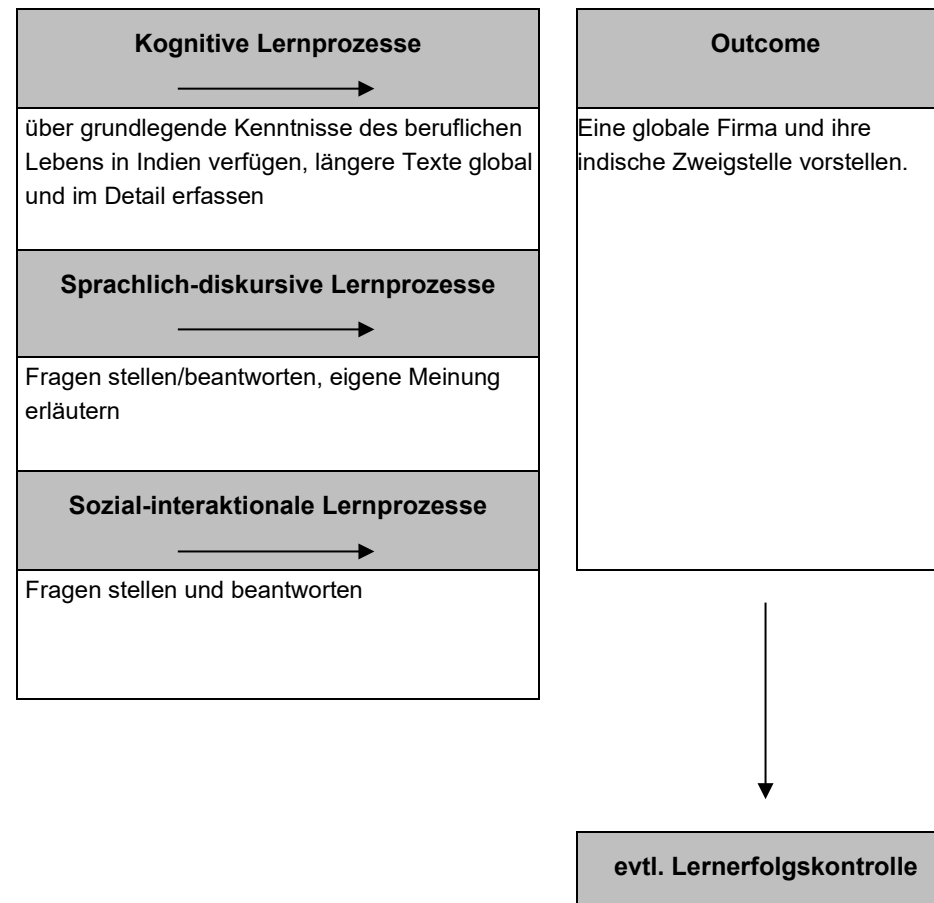 Kognitive Lernprozesse
über grundlegende Kenntnisse des beruflichen
Lebens in Indien verfügen, längere Texte global
und im Detail erfassen
Sprachlich-diskursive Lernprozesse
Fragen stellen/beantworten, eigene Meinung
erläutern
Sozial-interaktionale Lernprozesse
Fragen stellen und beantworten
Outcome
Eine globale Firma und ihre
indische Zweigstelle vorstellen.
evtl. Lernerfolgskontrolle